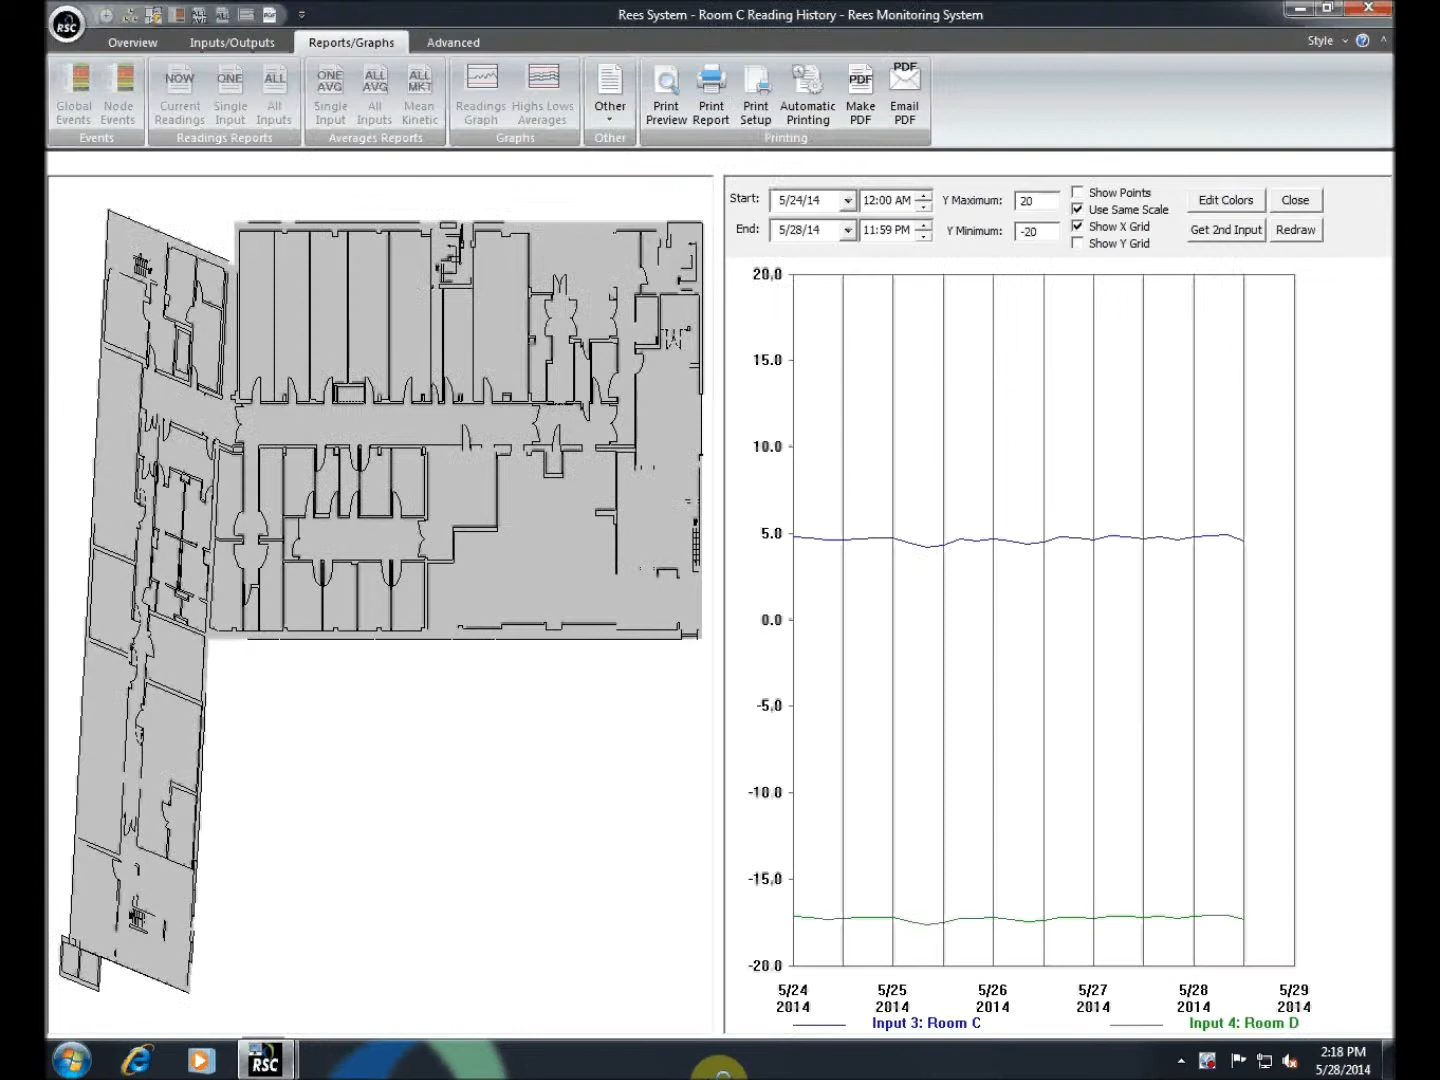 Rees System - Room C Reading History - Rees Monitoring System
RSC
PDF
Overview
Inputs/Outputs
Reports/Graphs
Advanced
Style
NOW
ONE
ALL
ONE AVG
ALL AVG
ALL MKT
PDF
PDF
Global Events
Node Events
Current Readings
Single Input
All Inputs
Single Input
All Inputs
Mean Kinetic
Readings Graph
Highs Lows Averages
Other
Print Preview
Print Report
Print Setup
Automatic Printing
Make PDF
Email PDF
Events
Readings Reports
Averages Reports
Graphs
Other
Printing
Start: 5/24/14 12:00 AM Y Maximum: 20
End: 5/28/14 11:59 PM Y Minimum: -20
Show Points
Use Same Scale
Show X Grid
Show Y Grid
Edit Colors
Close
Get 2nd Input
Redraw
20.0
15.0
10.0
5.0
0.0
-5.0
-10.0
-15.0
-20.0
5/24 5/25 5/26 5/27 5/28 5/29
2014 2014 2014 2014 2014 2014
Input 3: Room C
Input 4: Room D
RSC
2:18 PM
5/28/2014